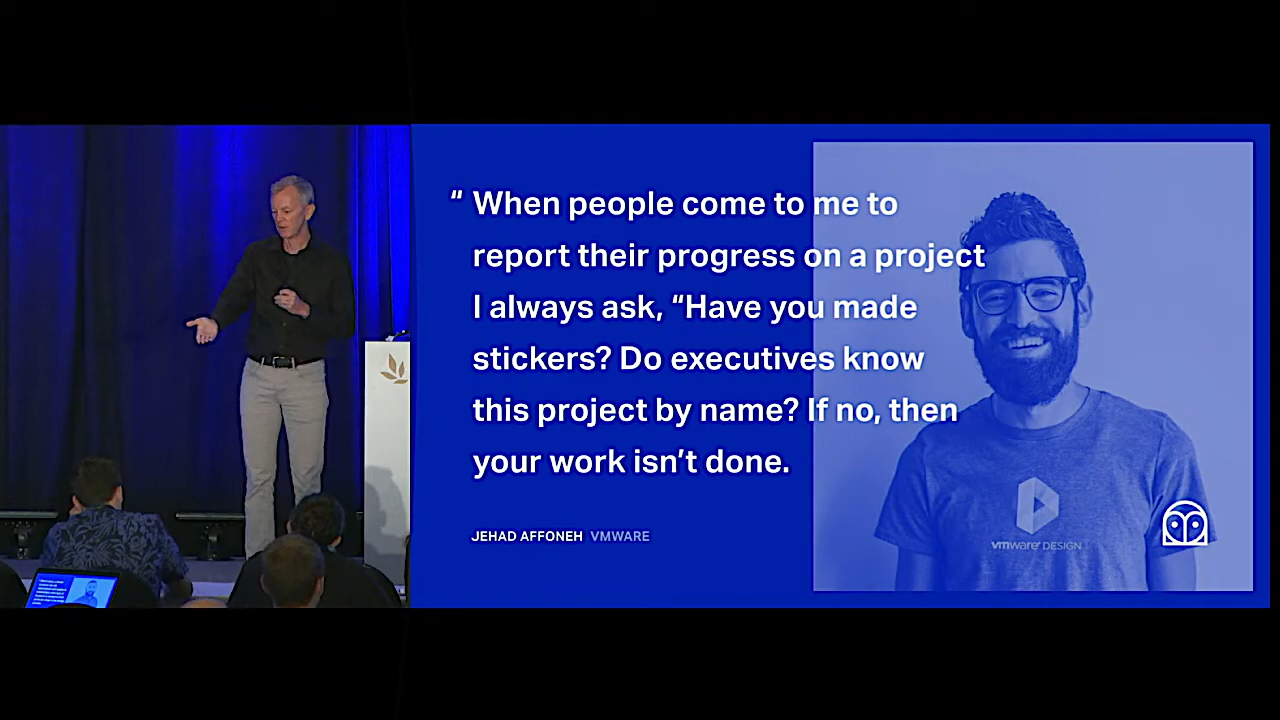 “ When people come to me to
report their progress on a project
I always ask, “Have you made
stickers? Do executives know
this project by name? If no, then
your work isn’t done.
JEHAD AFFONEH VMWARE
vmware DESIGN